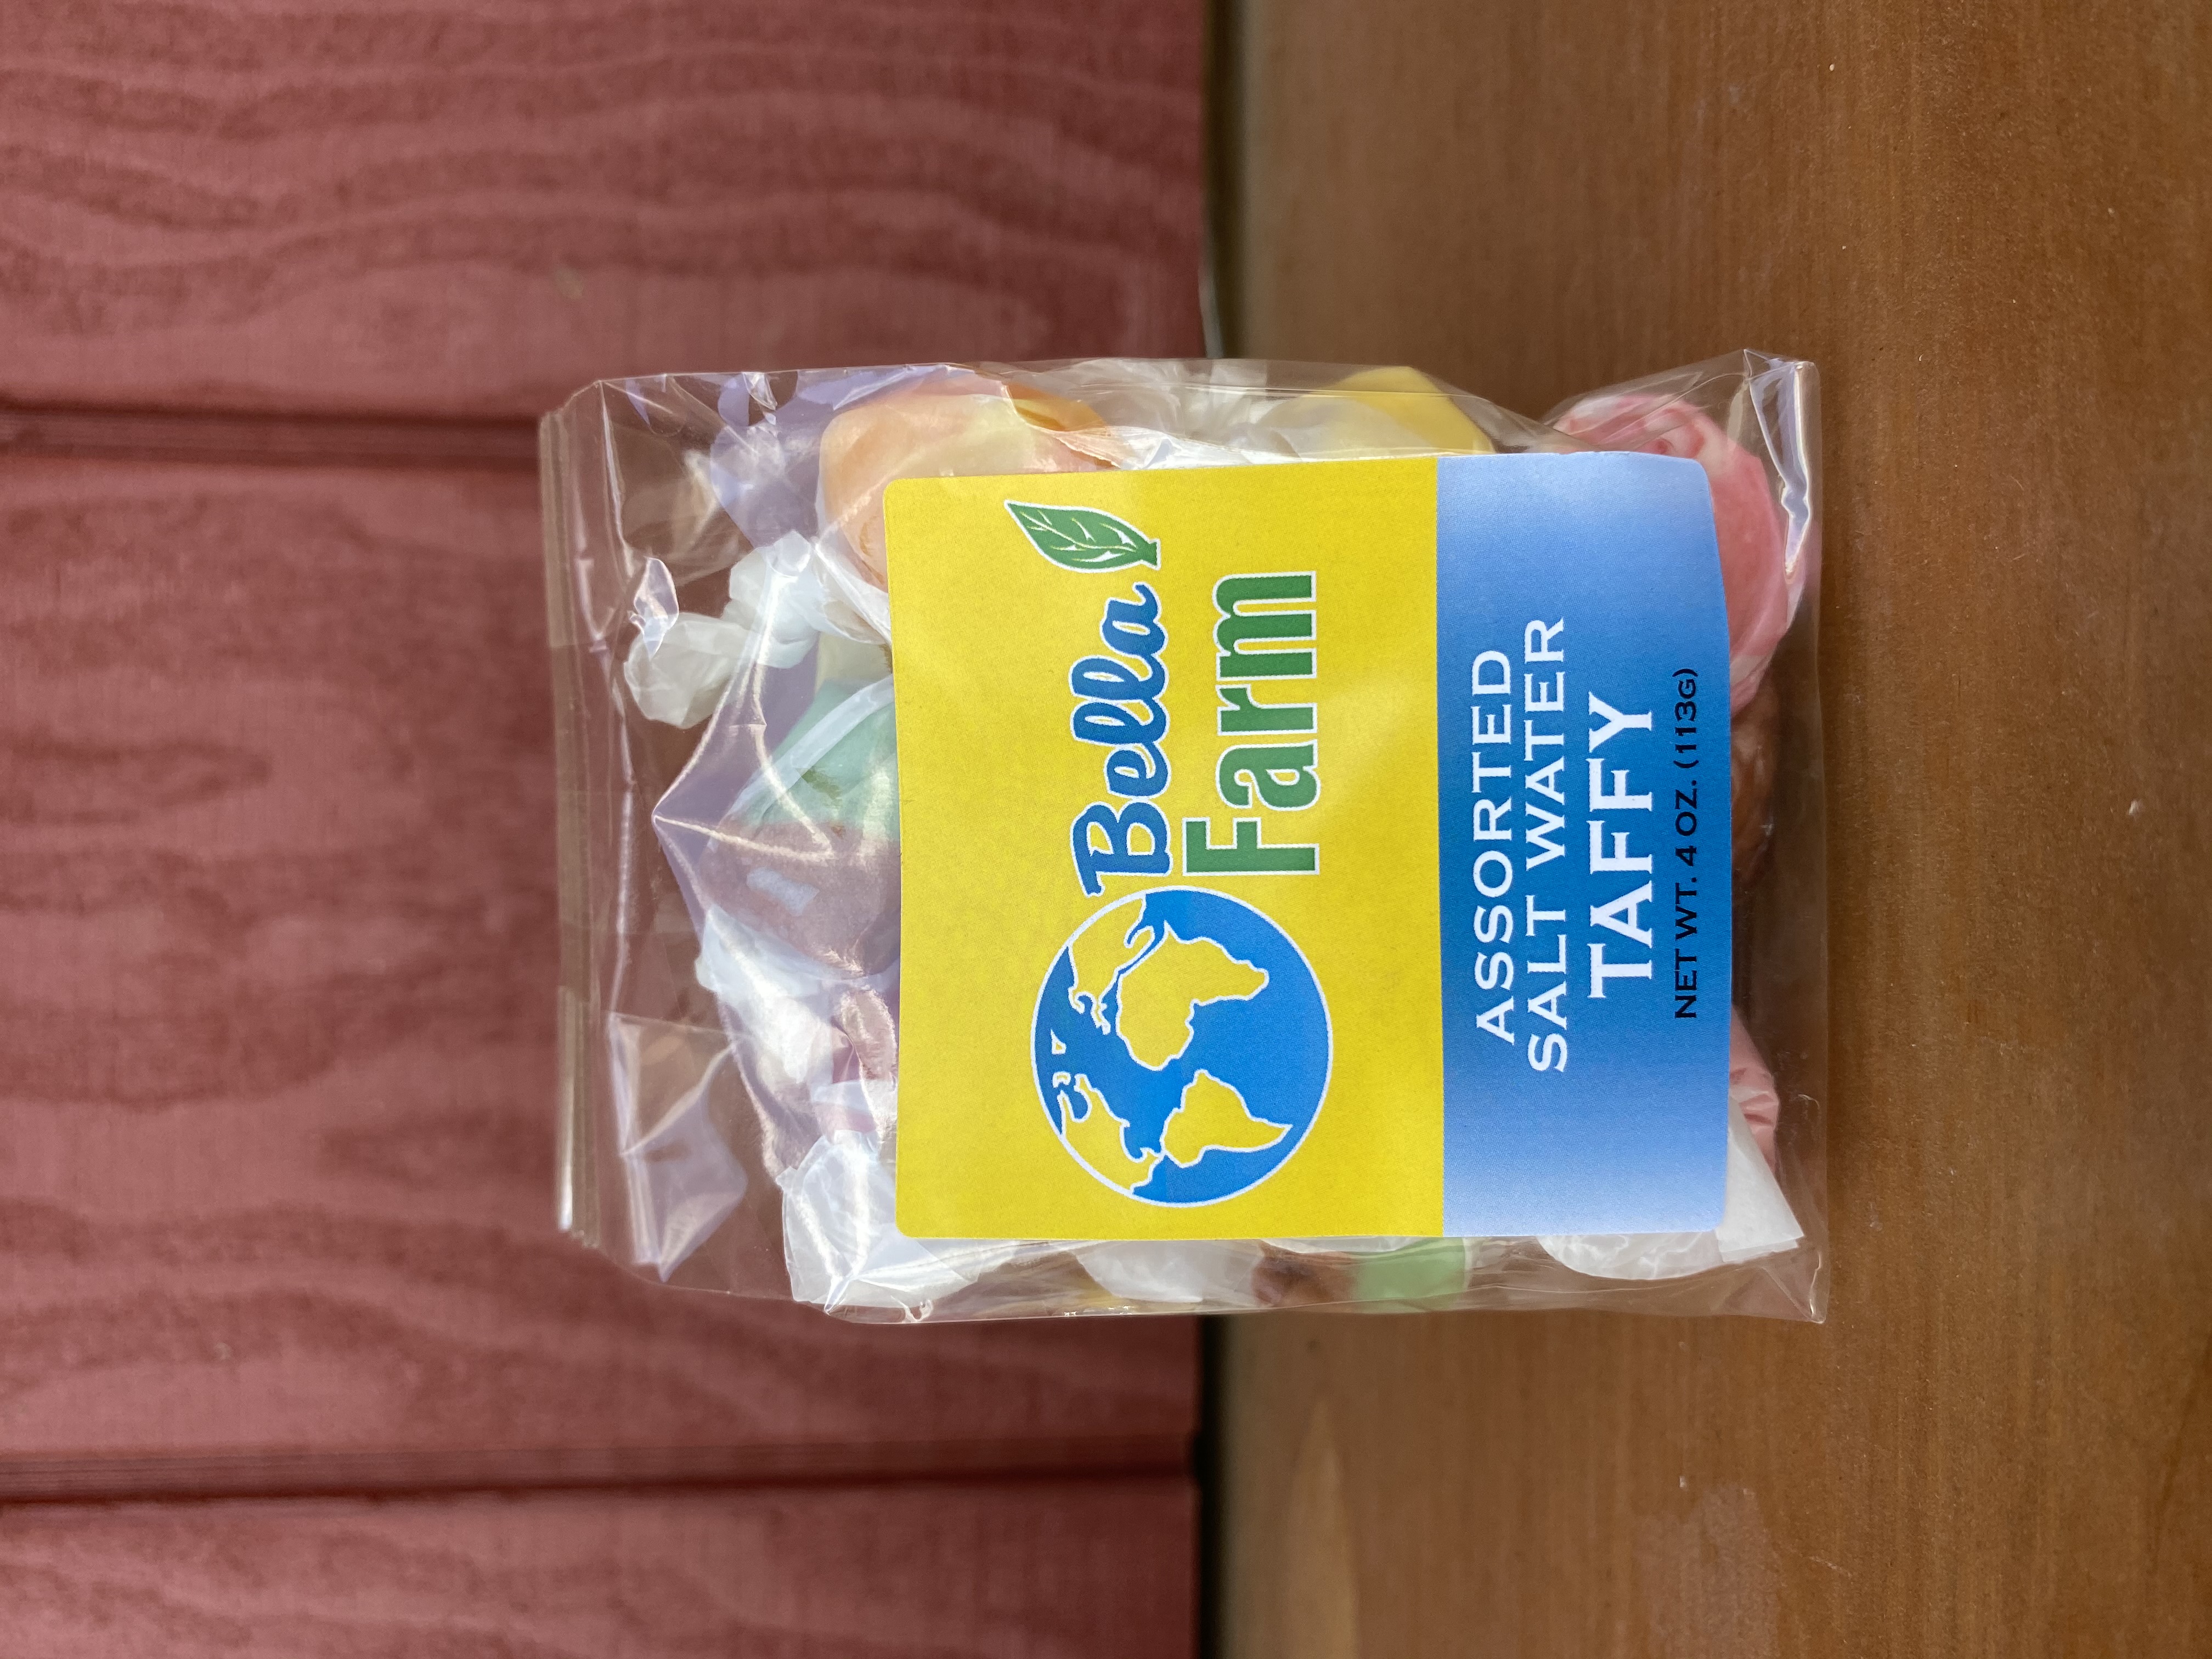 Bella
Farm
ASSORTED
SALT WATER
TAFFY
NET WT. 4 OZ. (113G)